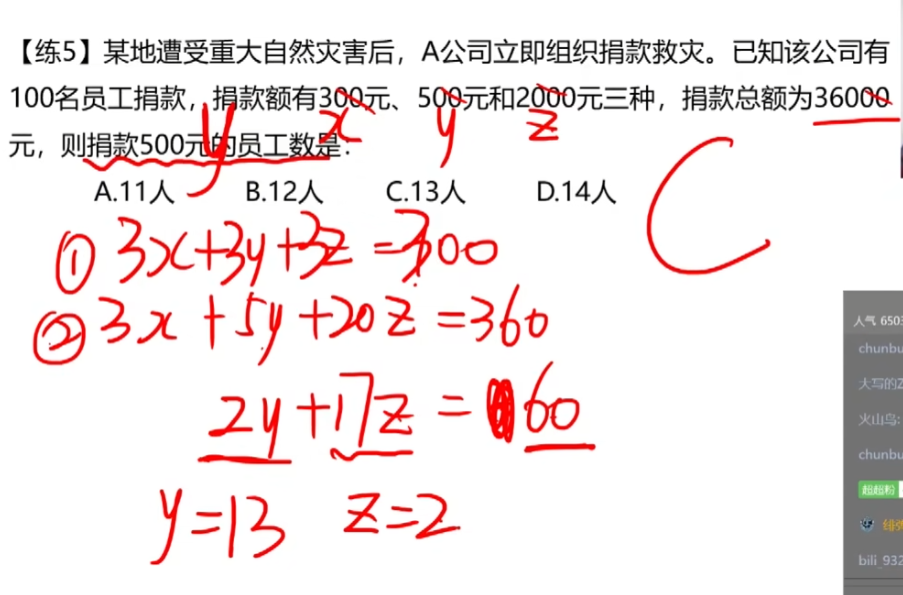 【练5】某地遭受重大自然灾害后，A公司立即组织捐款救灾。已知该公司有
100名员工捐款，捐款额有300元、500元和2000元三种，捐款总额为36000
y x y z
元，则捐款500元的员工数是：
A.11人 B.12人 C.13人 D.14人
C
① 3x+3y+3z=300
② 3x+5y+20z=360
2y+17z=60
y=13 z=2
人气 650
chunbu
大写的Z
火山鸟:
chunbu
超超粉
bili_932